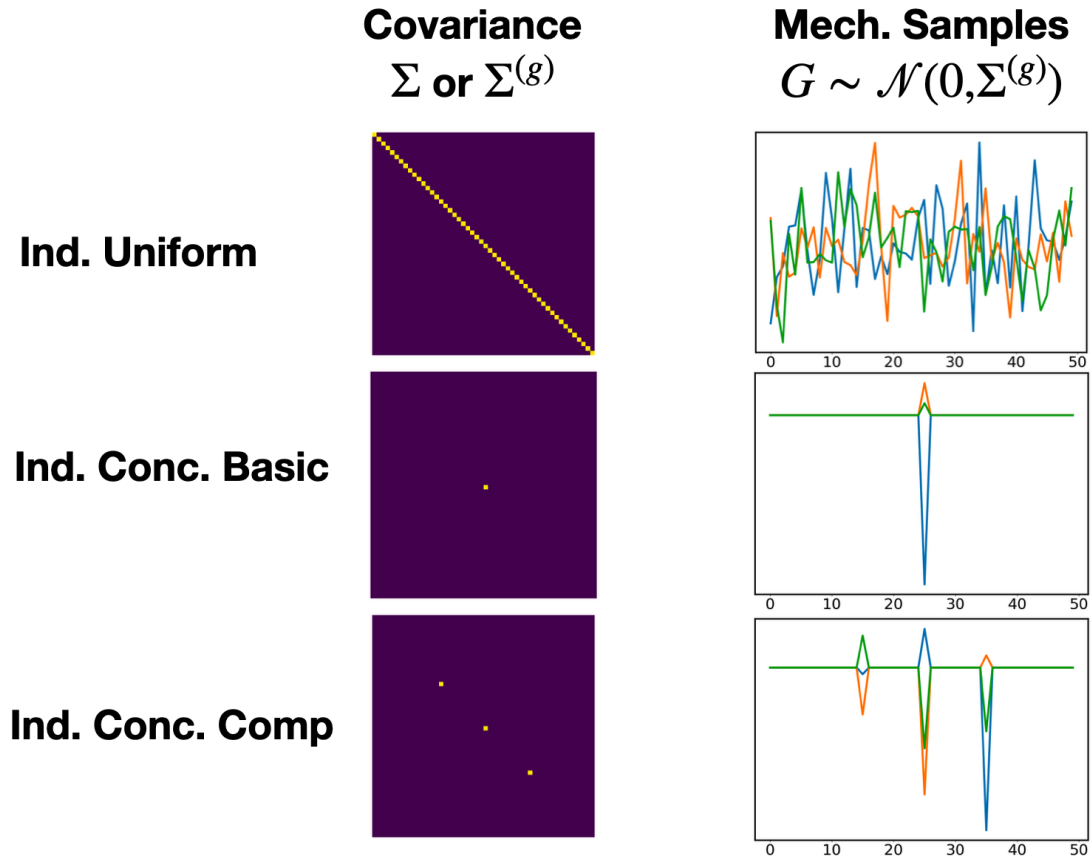 Covariance
Σ or Σ^(g)
Mech. Samples
G ∼ 𝒩(0,Σ^(g))
Ind. Uniform
0 10 20 30 40 50
Ind. Conc. Basic
0 10 20 30 40 50
Ind. Conc. Comp
0 10 20 30 40 50